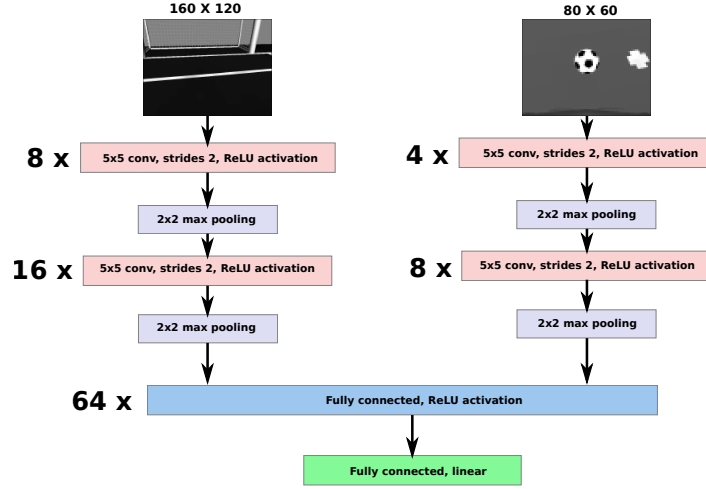 160 X 120
80 X 60
8 x
5x5 conv, strides 2, ReLU activation
4 x
5x5 conv, strides 2, ReLU activation
2x2 max pooling
2x2 max pooling
16 x
5x5 conv, strides 2, ReLU activation
8 x
5x5 conv, strides 2, ReLU activation
2x2 max pooling
2x2 max pooling
64 x
Fully connected, ReLU activation
Fully connected, linear